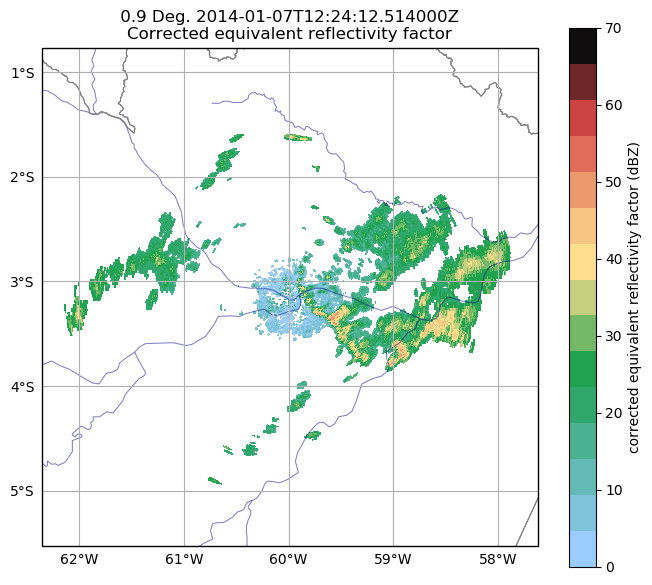 0.9 Deg. 2014-01-07T12:24:12.514000Z
Corrected equivalent reflectivity factor
1°S
2°S
3°S
4°S
5°S
62°W 61°W 60°W 59°W 58°W
70
60
50
40
30
20
10
0
corrected equivalent reflectivity factor (dBZ)